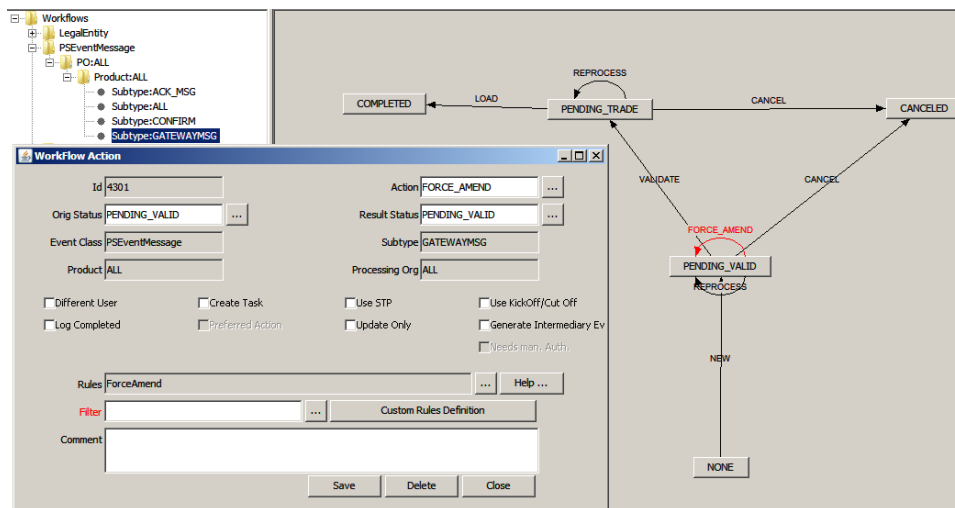 Workflows
LegalEntity
PSEventMessage
PO:ALL
Product:ALL
Subtype:ACK_MSG
Subtype:ALL
Subtype:CONFIRM
Subtype:GATEWAYMSG
REPROCESS
COMPLETED
LOAD
PENDING_TRADE
CANCEL
CANCELED
VALIDATE
CANCEL
FORCE_AMEND
PENDING_VALID
REPROCESS
NEW
NONE
WorkFlow Action
Id 4301
Action FORCE_AMEND ...
Orig Status PENDING_VALID ...
Result Status PENDING_VALID ...
Event Class PSEventMessage
Subtype GATEWAYMSG
Product ALL
Processing Org ALL
Different User
Create Task
Use STP
Use KickOff/Cut Off
Log Completed
Preferred Action
Update Only
Generate Intermediary Ev
Needs man. Auth.
Rules ForceAmend ... Help ...
Filter ... Custom Rules Definition
Comment
Save Delete Close